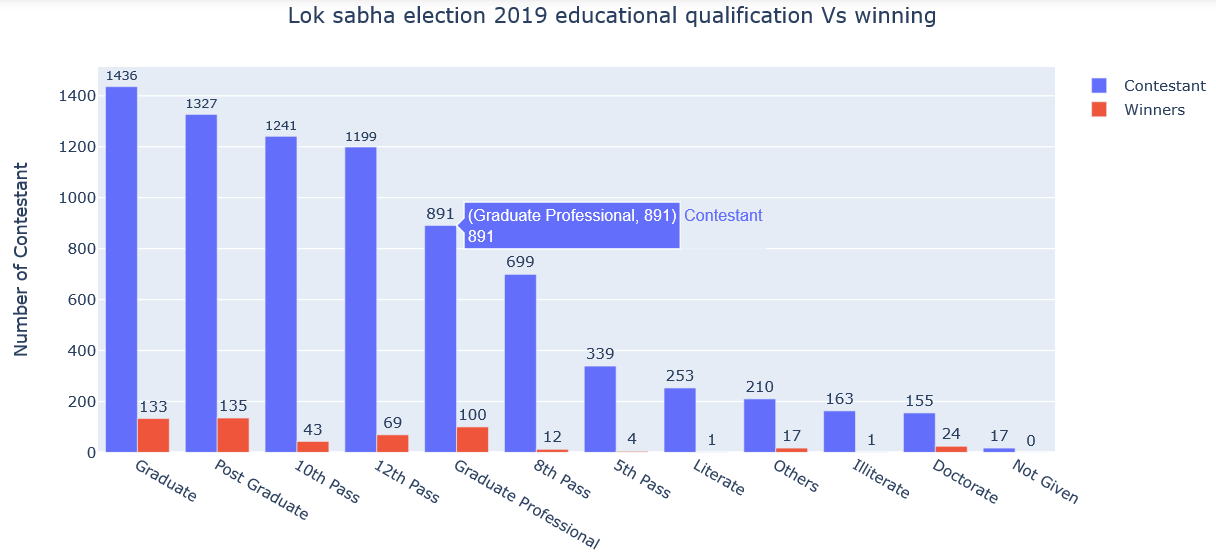 Lok sabha election 2019 educational qualification Vs winning
Number of Contestant
1400
1200
1000
800
600
400
200
0
1436
133
1327
135
1241
43
1199
69
891
100
699
12
339
4
253
1
210
17
163
1
155
24
17
0
(Graduate Professional, 891) Contestant
891
Graduate
Post Graduate
10th Pass
12th Pass
Graduate Professional
8th Pass
5th Pass
Literate
Others
Illiterate
Doctorate
Not Given
Contestant
Winners